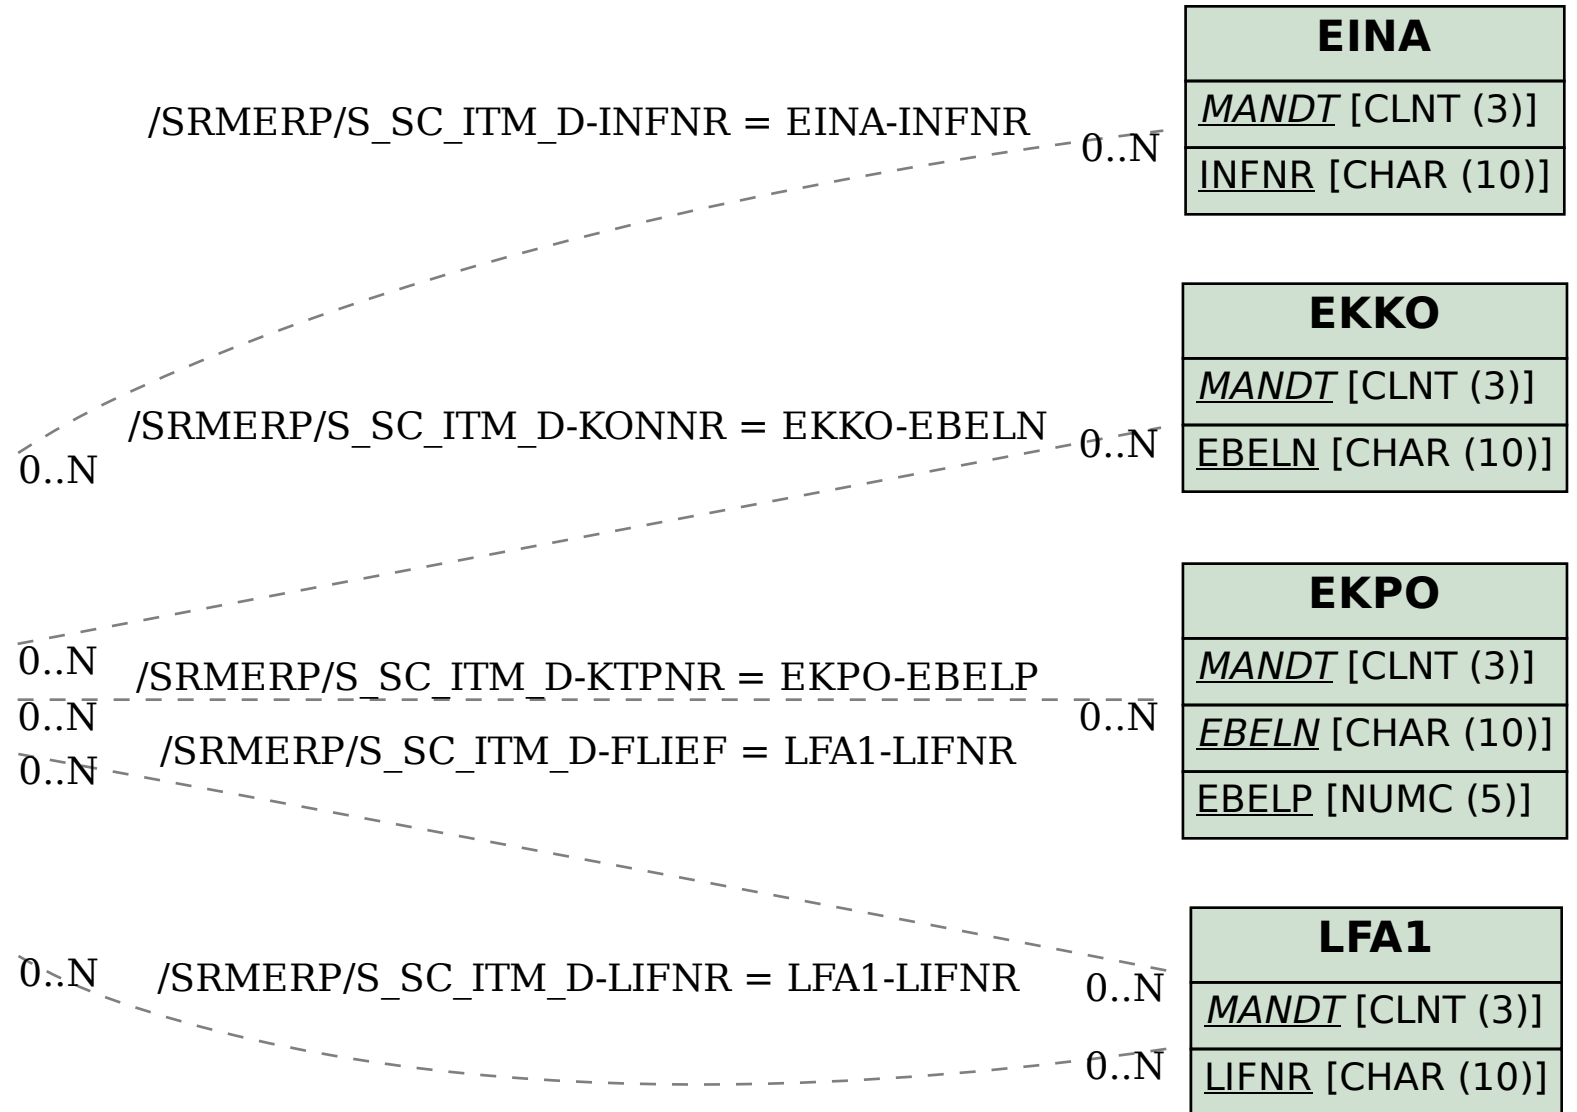 EINA
MANDT [CLNT (3)]
INFNR [CHAR (10)]
/SRMERP/S_SC_ITM_D-INFNR = EINA-INFNR
0..N
0..N
EKKO
MANDT [CLNT (3)]
EBELN [CHAR (10)]
/SRMERP/S_SC_ITM_D-KONNR = EKKO-EBELN
0..N
0..N
EKPO
MANDT [CLNT (3)]
EBELN [CHAR (10)]
EBELP [NUMC (5)]
/SRMERP/S_SC_ITM_D-KTPNR = EKPO-EBELP
0..N
0..N
/SRMERP/S_SC_ITM_D-FLIEF = LFA1-LIFNR
0..N
0..N
LFA1
MANDT [CLNT (3)]
LIFNR [CHAR (10)]
/SRMERP/S_SC_ITM_D-LIFNR = LFA1-LIFNR
0..N
0..N